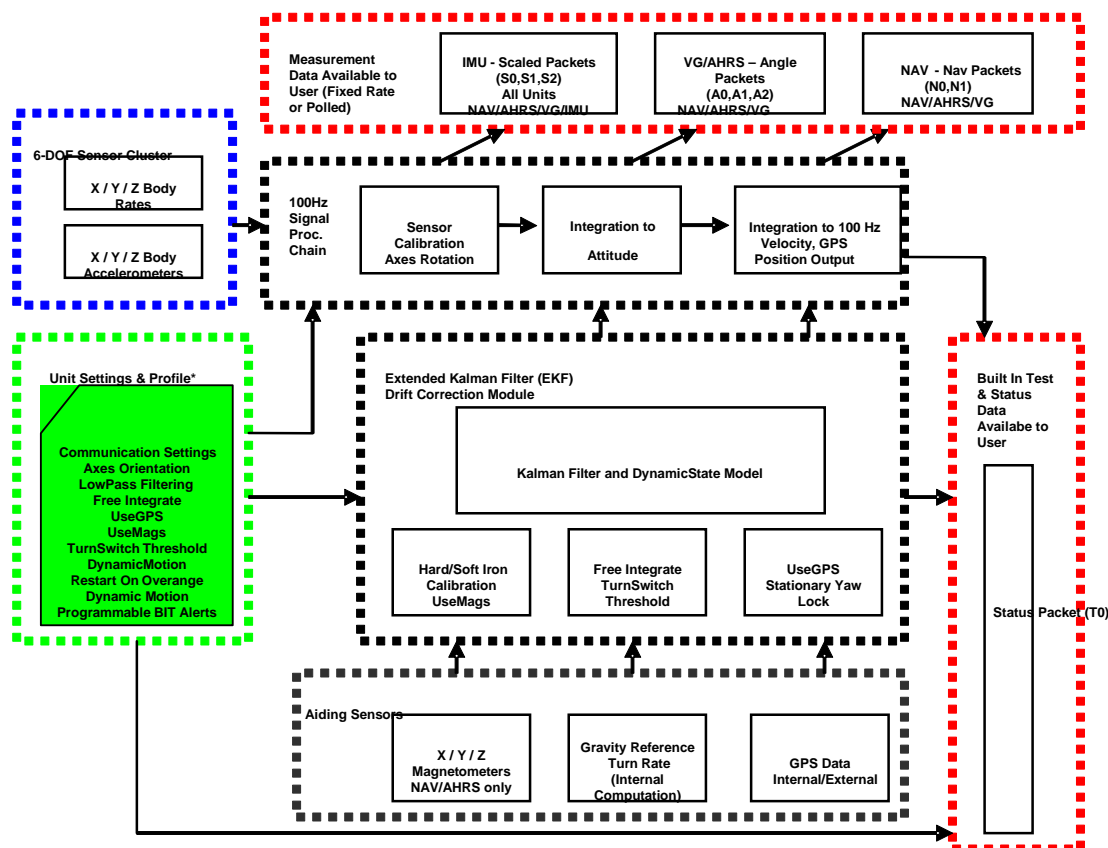 Measurement
Data Available to
User (Fixed Rate
or Polled)
IMU - Scaled Packets
(S0,S1,S2)
All Units
NAV/AHRS/VG/IMU
VG/AHRS – Angle
Packets
(A0,A1,A2)
NAV/AHRS/VG
NAV - Nav Packets
(N0,N1)
NAV/AHRS/VG
6-DOF Sensor Cluster
X / Y / Z Body
Rates
X / Y / Z Body
Accelerometers
100Hz
Signal
Proc.
Chain
Sensor
Calibration
Axes Rotation
Integration to
Attitude
Integration to 100 Hz
Velocity, GPS
Position Output
Unit Settings & Profile*
Communication Settings
Axes Orientation
LowPass Filtering
Free Integrate
UseGPS
UseMags
TurnSwitch Threshold
DynamicMotion
Restart On Overange
Dynamic Motion
Programmable BIT Alerts
Extended Kalman Filter (EKF)
Drift Correction Module
Kalman Filter and DynamicState Model
Hard/Soft Iron
Calibration
UseMags
Free Integrate
TurnSwitch
Threshold
UseGPS
Stationary Yaw
Lock
Built In Test
& Status
Data
Availabe to
User
Status Packet (T0)
Aiding Sensors
X / Y / Z
Magnetometers
NAV/AHRS only
Gravity Reference
Turn Rate
(Internal
Computation)
GPS Data
Internal/External